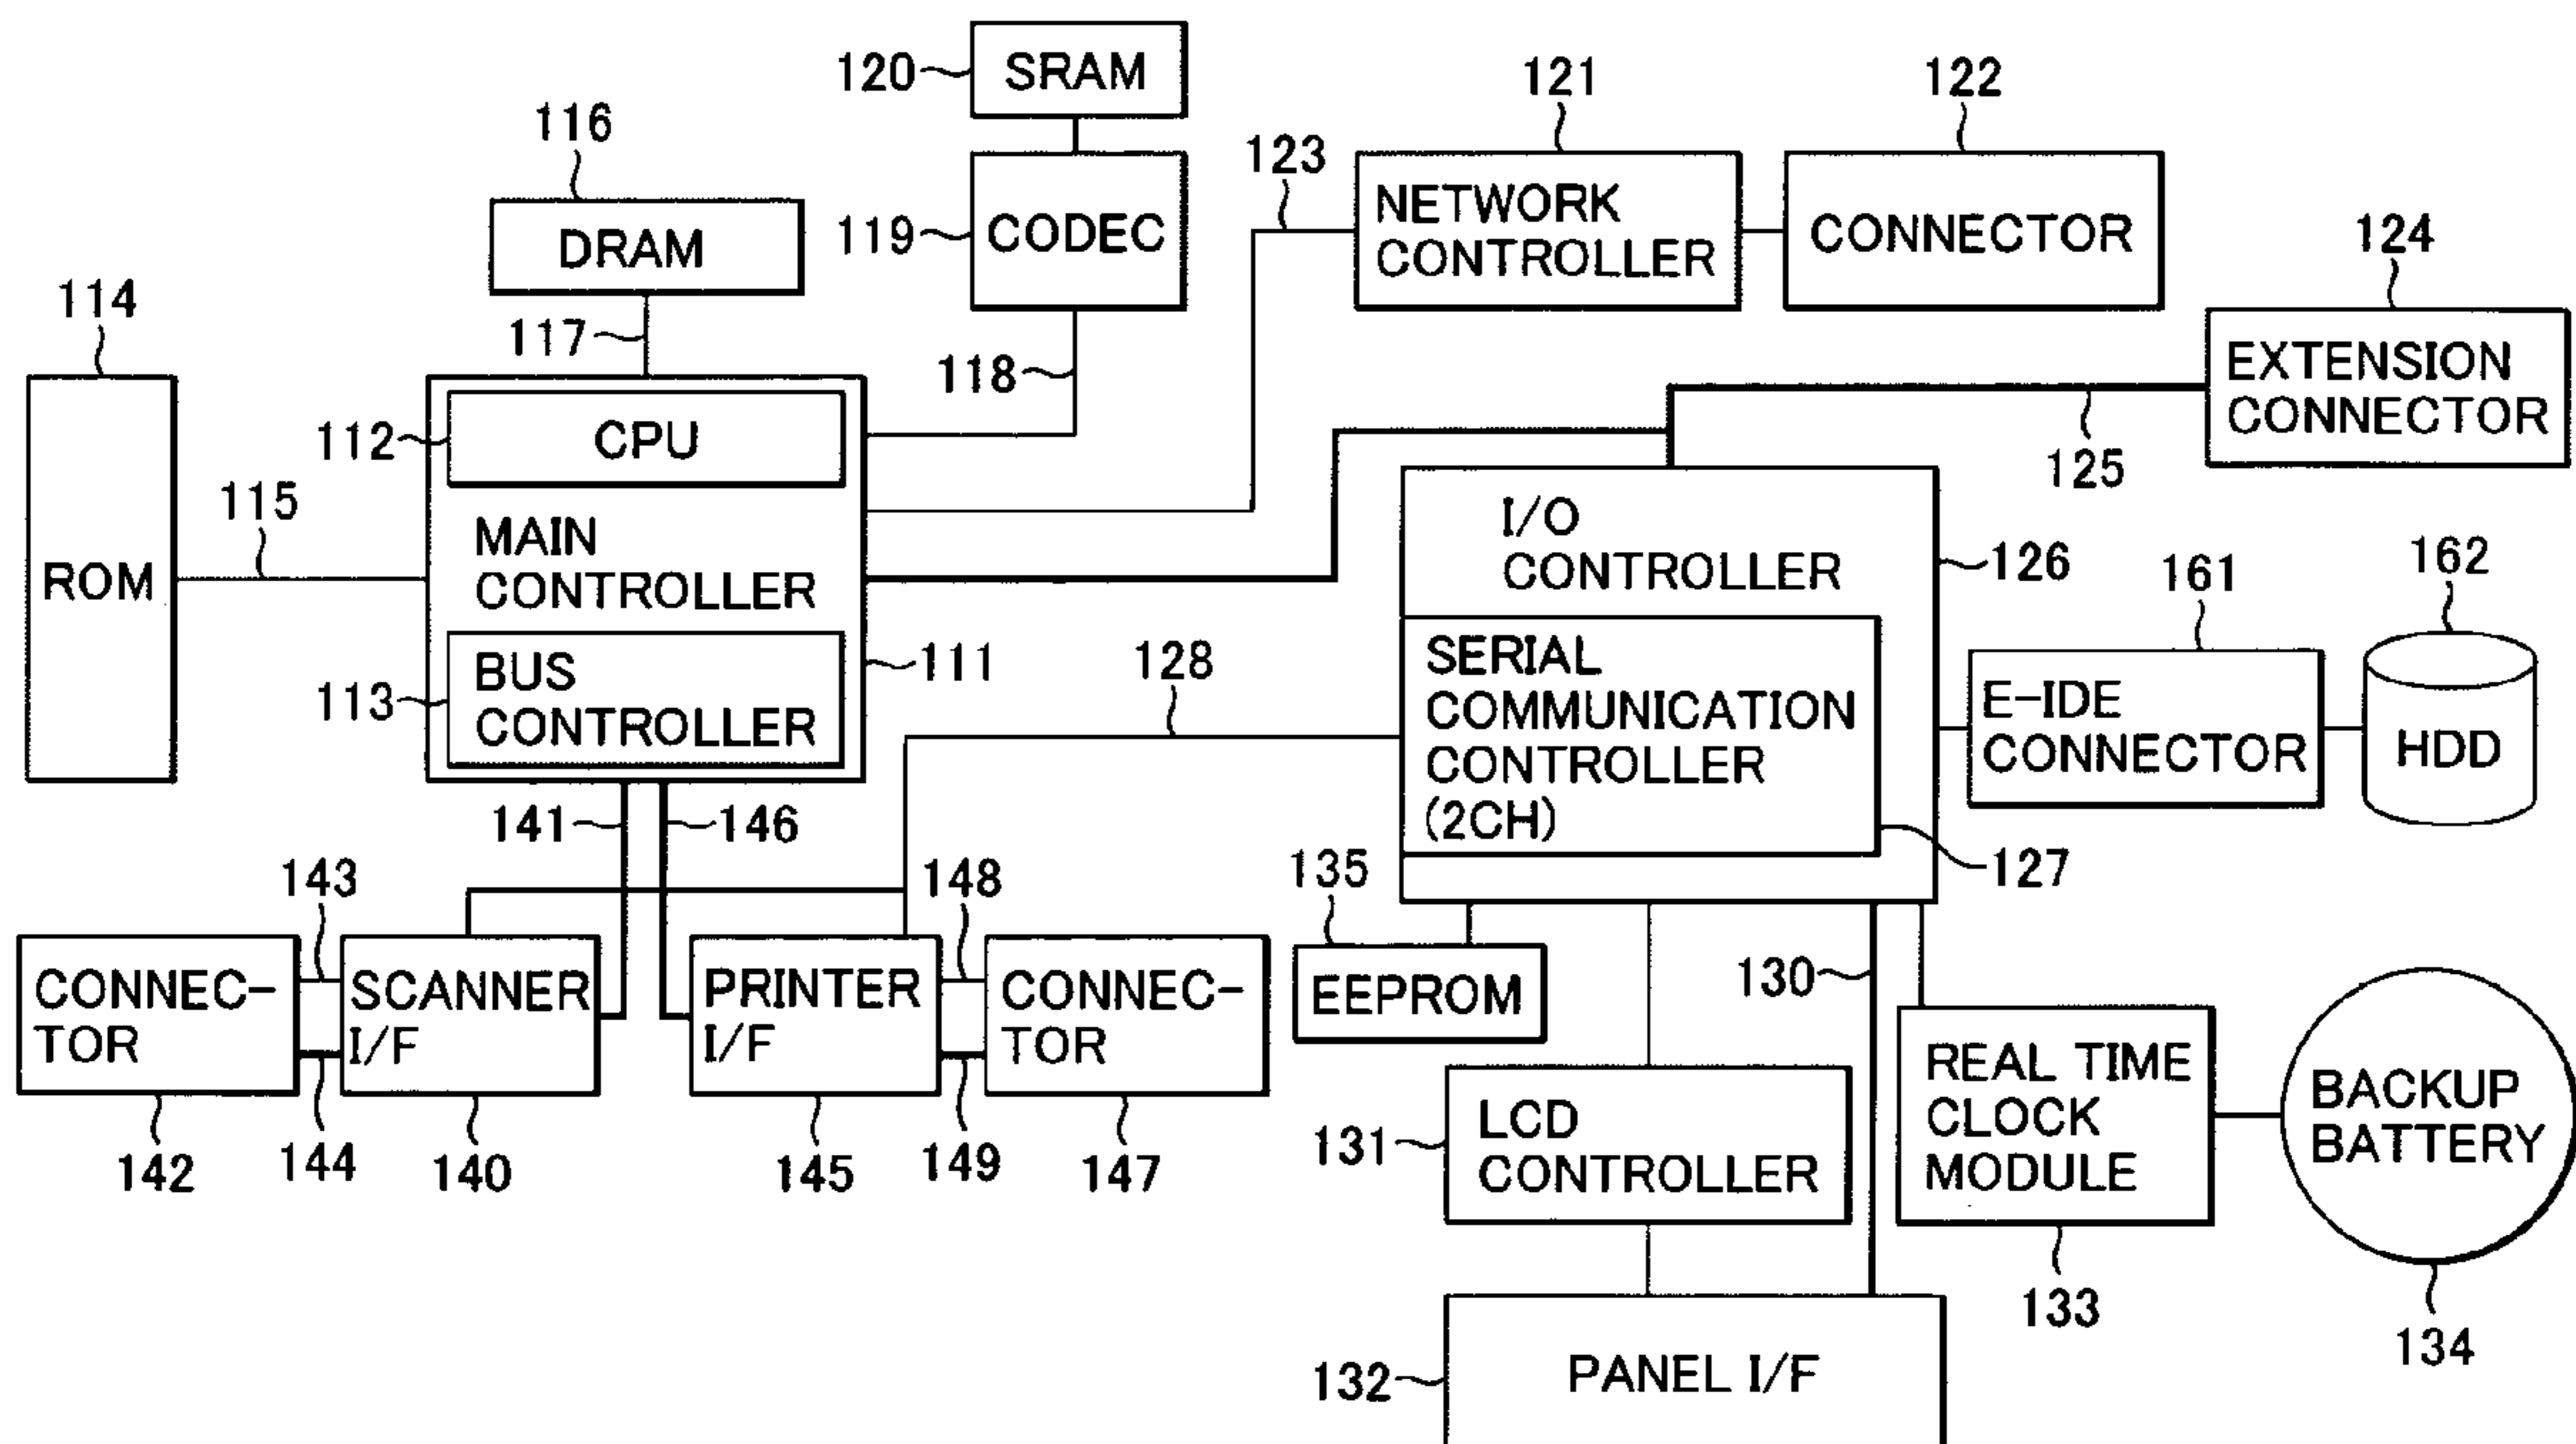 120
SRAM
121
122
116
123
NETWORK
CONTROLLER
CONNECTOR
119
CODEC
124
DRAM
114
117
118
EXTENSION
CONNECTOR
112
CPU
125
115
I/O
CONTROLLER
MAIN
CONTROLLER
126
161
162
ROM
111
128
SERIAL
COMMUNICATION
CONTROLLER
(2CH)
113
BUS
CONTROLLER
E-IDE
CONNECTOR
HDD
141
146
127
143
148
135
CONNEC-
TOR
SCANNER
I/F
PRINTER
I/F
CONNEC-
TOR
EEPROM
130
142
144
140
145
149
147
131
LCD
CONTROLLER
REAL TIME
CLOCK
MODULE
BACKUP
BATTERY
133
134
132
PANEL I/F